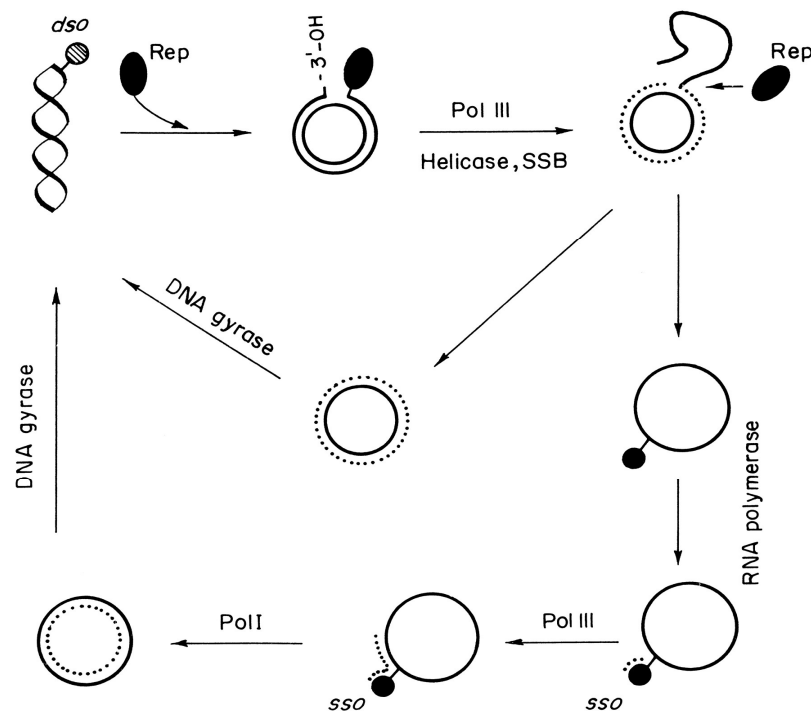 dso
Rep
- 3'-OH
Pol III
Helicase, SSB
Rep
DNA gyrase
DNA gyrase
RNA polymerase
Pol I
Pol III
sso
sso